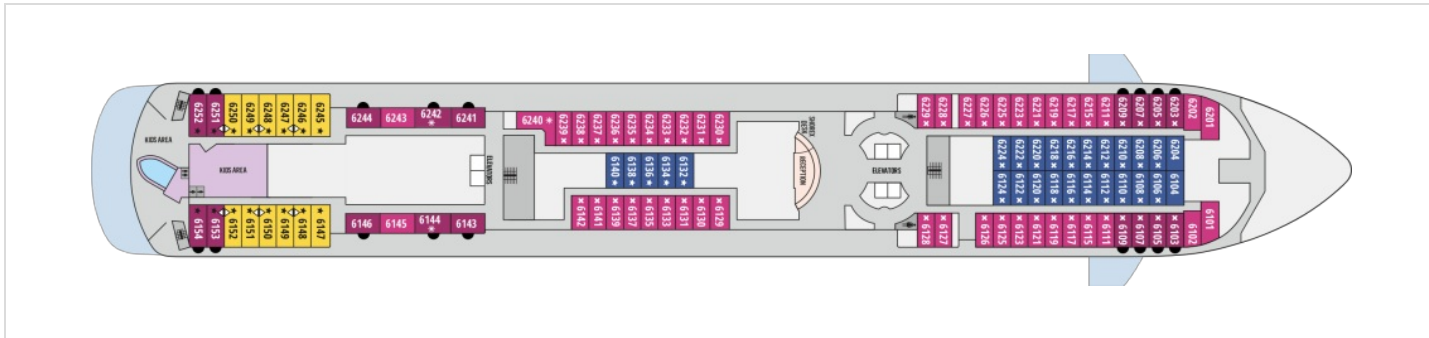 6252 6251 6250 6249 6248 6247 6246 6245
6244 6243 6242 6241
6240 6239 6238 6237 6236 6235 6234 6233 6232 6231 6230
6229 6228 6227 6226 6225 6223 6221 6219 6217 6215 6211 6209 6207 6205 6203 6202 6201
KIDS AREA
KIDS AREA
ELEVATORS
SHOREX DESK
RECEPTION
ELEVATORS
6140 6138 6136 6134 6132
6224 6222 6220 6218 6216 6214 6212 6210 6208 6206 6204
6124 6122 6120 6118 6116 6114 6112 6110 6108 6106 6104
6154 6153 6152 6151 6150 6149 6148 6147
6146 6145 6144 6143
6142 6141 6139 6137 6135 6133 6131 6130 6129
6128 6127 6126 6125 6123 6121 6119 6117 6115 6111 6109 6107 6105 6103 6102 6101